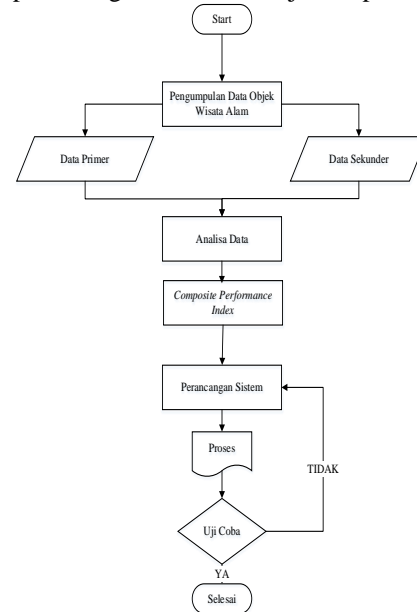 Start
Pengumpulan Data Objek
Wisata Alam
Data Primer
Data Sekunder
Analisa Data
Composite Performance
Index
Perancangan Sistem
Proses
TIDAK
Uji Coba
YA
Selesai